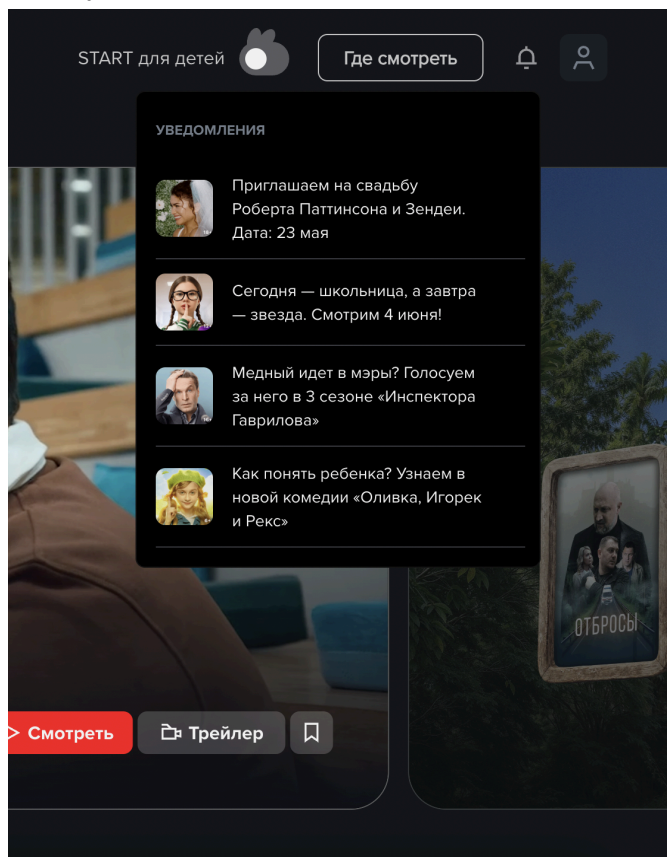 START для детей
Где смотреть
УВЕДОМЛЕНИЯ
Приглашаем на свадьбу
Роберта Паттинсона и Зендеи.
Дата: 23 мая
Сегодня — школьница, а завтра
— звезда. Смотрим 4 июня!
Медный идет в мэры? Голосуем
за него в 3 сезоне «Инспектора
Гаврилова»
Как понять ребенка? Узнаем в
новой комедии «Оливка, Игорек
и Рекс»
ОТБРОСЫ
Смотреть
Трейлер